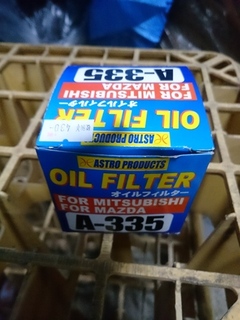 A-335
FOR MITSUBISHI
FOR MAZDA
オイルフィルター
OIL FILTER
ASTRO PRODUCTS
OIL FILTER
オイルフィルター
FOR MITSUBISHI
FOR MAZDA
A-335